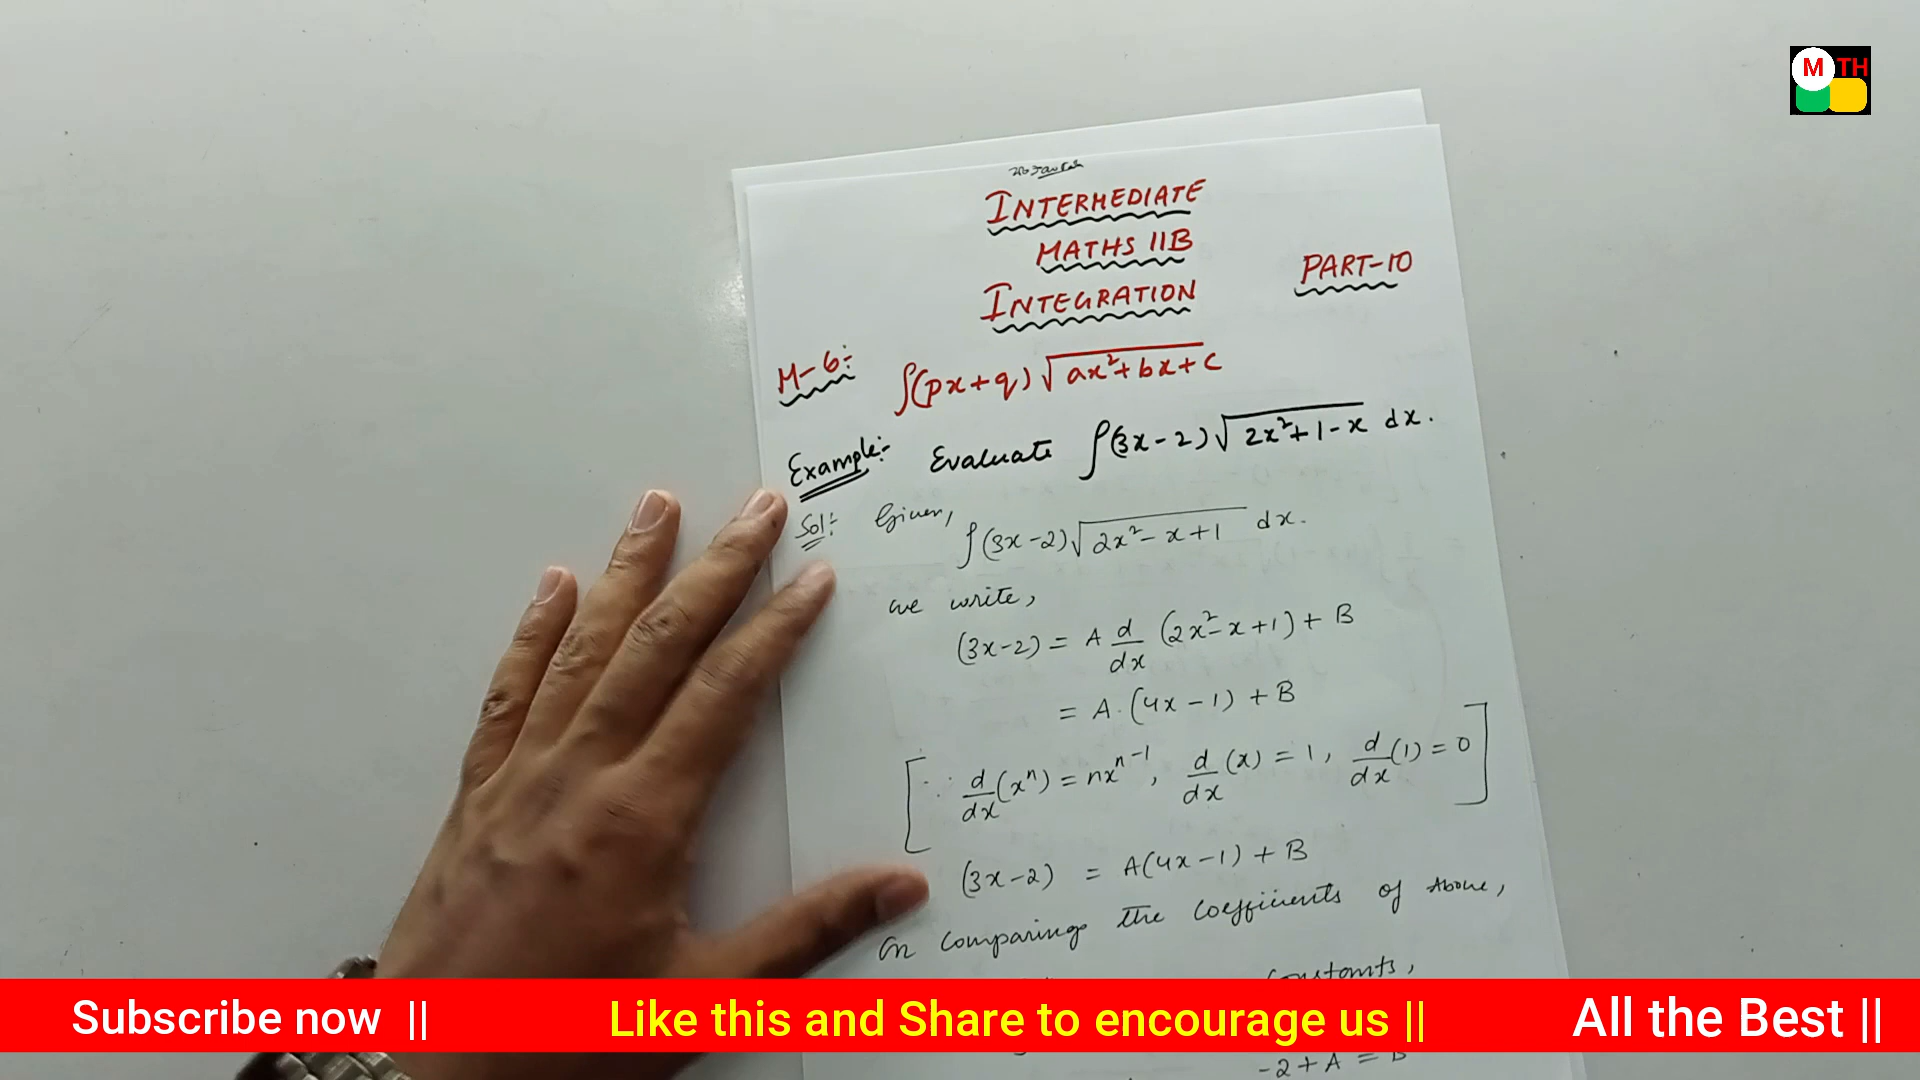 M TH
INTERMEDIATE
MATHS IIB
INTEGRATION
PART-10
M-6:-
∫(px+q)√ax²+bx+c
Example:- Evaluate ∫(3x-2)√2x²+1-x dx.
Sol:- Given,
∫(3x-2)√2x²-x+1 dx.
we write,
(3x-2) = A d/dx (2x²-x+1) + B
= A.(4x-1) + B
[∵ d/dx(xⁿ) = nxⁿ⁻¹, d/dx(x) = 1, d/dx(1) = 0]
(3x-2) = A(4x-1) + B
On comparing the coefficients of above,
constants,
Subscribe now || Like this and Share to encourage us || All the Best ||
-2+A = B